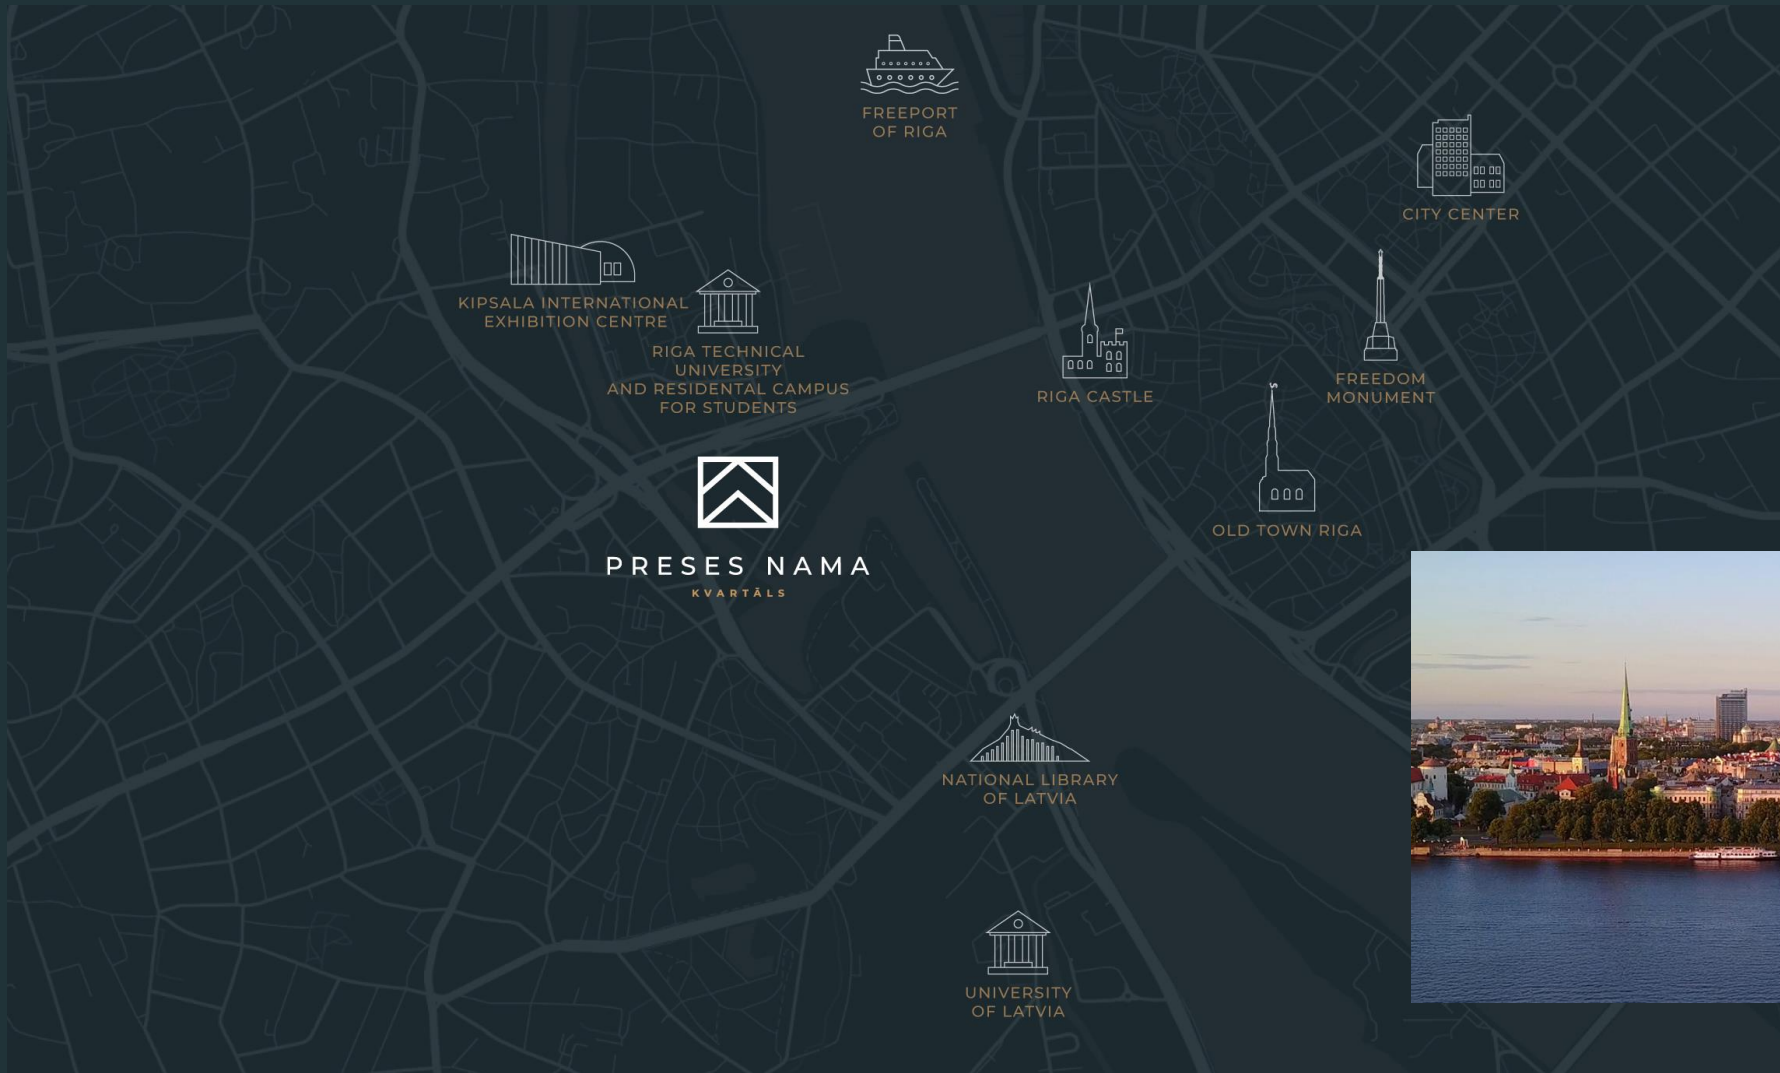 FREEPORT
OF RIGA
CITY CENTER
KIPSALA INTERNATIONAL
EXHIBITION CENTRE
RIGA TECHNICAL
UNIVERSITY
AND RESIDENTAL CAMPUS
FOR STUDENTS
RIGA CASTLE
FREEDOM
MONUMENT
OLD TOWN RIGA
PRESES NAMA
KVARTĀLS
NATIONAL LIBRARY
OF LATVIA
UNIVERSITY
OF LATVIA